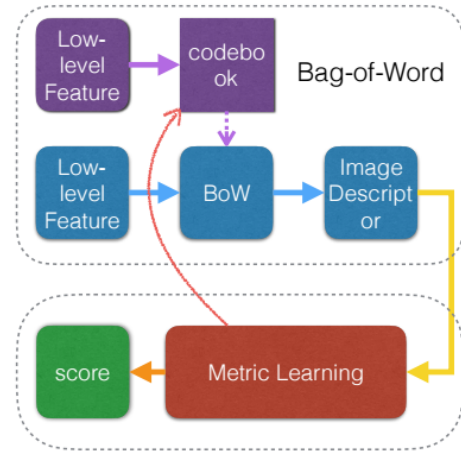 Low-
level
Feature
codebo
ok
Bag-of-Word
Low-
level
Feature
BoW
Image
Descript
or
score
Metric Learning